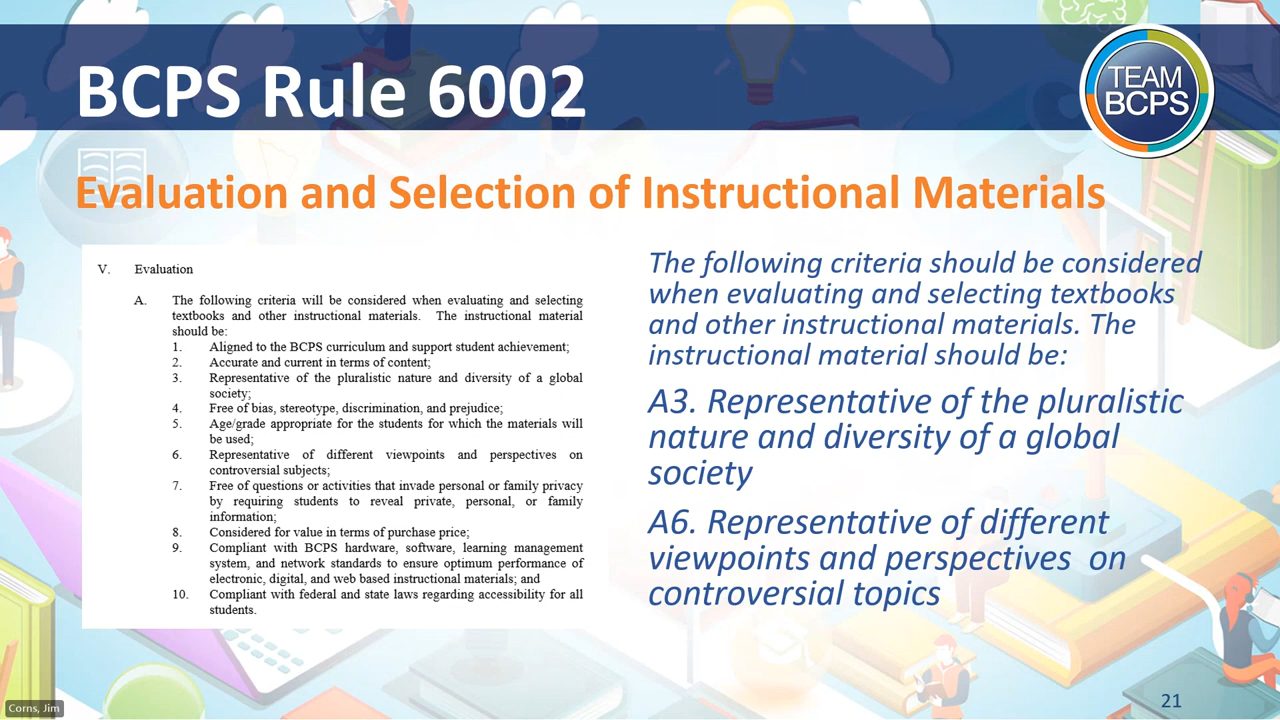 BCPS Rule 6002
TEAM
BCPS
Evaluation and Selection of Instructional Materials
V. Evaluation
A. The following criteria will be considered when evaluating and selecting
textbooks and other instructional materials. The instructional material
should be:
1. Aligned to the BCPS curriculum and support student achievement;
2. Accurate and current in terms of content;
3. Representative of the pluralistic nature and diversity of a global
society;
4. Free of bias, stereotype, discrimination, and prejudice;
5. Age/grade appropriate for the students for which the materials will
be used;
6. Representative of different viewpoints and perspectives on
controversial subjects;
7. Free of questions or activities that invade personal or family privacy
by requiring students to reveal private, personal, or family
information;
8. Considered for value in terms of purchase price;
9. Compliant with BCPS hardware, software, learning management
system, and network standards to ensure optimum performance of
electronic, digital, and web based instructional materials; and
10. Compliant with federal and state laws regarding accessibility for all
students.
The following criteria should be considered
when evaluating and selecting textbooks
and other instructional materials. The
instructional material should be:
A3. Representative of the pluralistic
nature and diversity of a global
society
A6. Representative of different
viewpoints and perspectives on
controversial topics
21
Corns, Jim